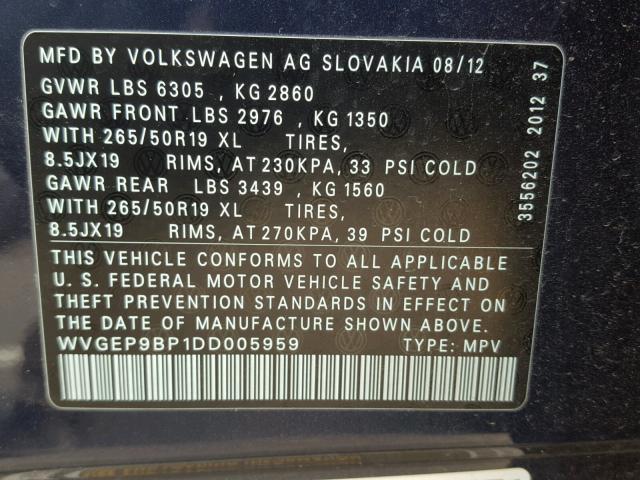 MFD BY VOLKSWAGEN AG SLOVAKIA 08/12
GVWR LBS 6305 , KG 2860
GAWR FRONT LBS 2976 , KG 1350
WITH 265/50R19 XL TIRES,
8.5JX19 RIMS, AT 230KPA, 33 PSI COLD
GAWR REAR LBS 3439 , KG 1560
WITH 265/50R19 XL TIRES,
8.5JX19 RIMS, AT 270KPA, 39 PSI COLD
THIS VEHICLE CONFORMS TO ALL APPLICABLE
U. S. FEDERAL MOTOR VEHICLE SAFETY AND
THEFT PREVENTION STANDARDS IN EFFECT ON
THE DATE OF MANUFACTURE SHOWN ABOVE.
WVGEP9BP1DD005959 TYPE: MPV
3556202 2012 37